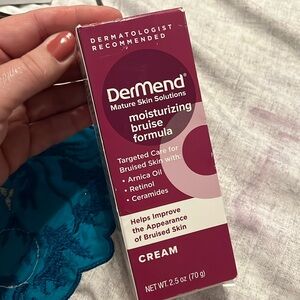 DERMATOLOGIST
RECOMMENDED
DerMend®
Mature Skin Solutions
moisturizing
bruise
formula
Targeted Care for
Bruised Skin with:
• Arnica Oil
• Retinol
• Ceramides
Helps Improve
the Appearance
of Bruised Skin
CREAM
NET WT. 2.5 oz (70 g)